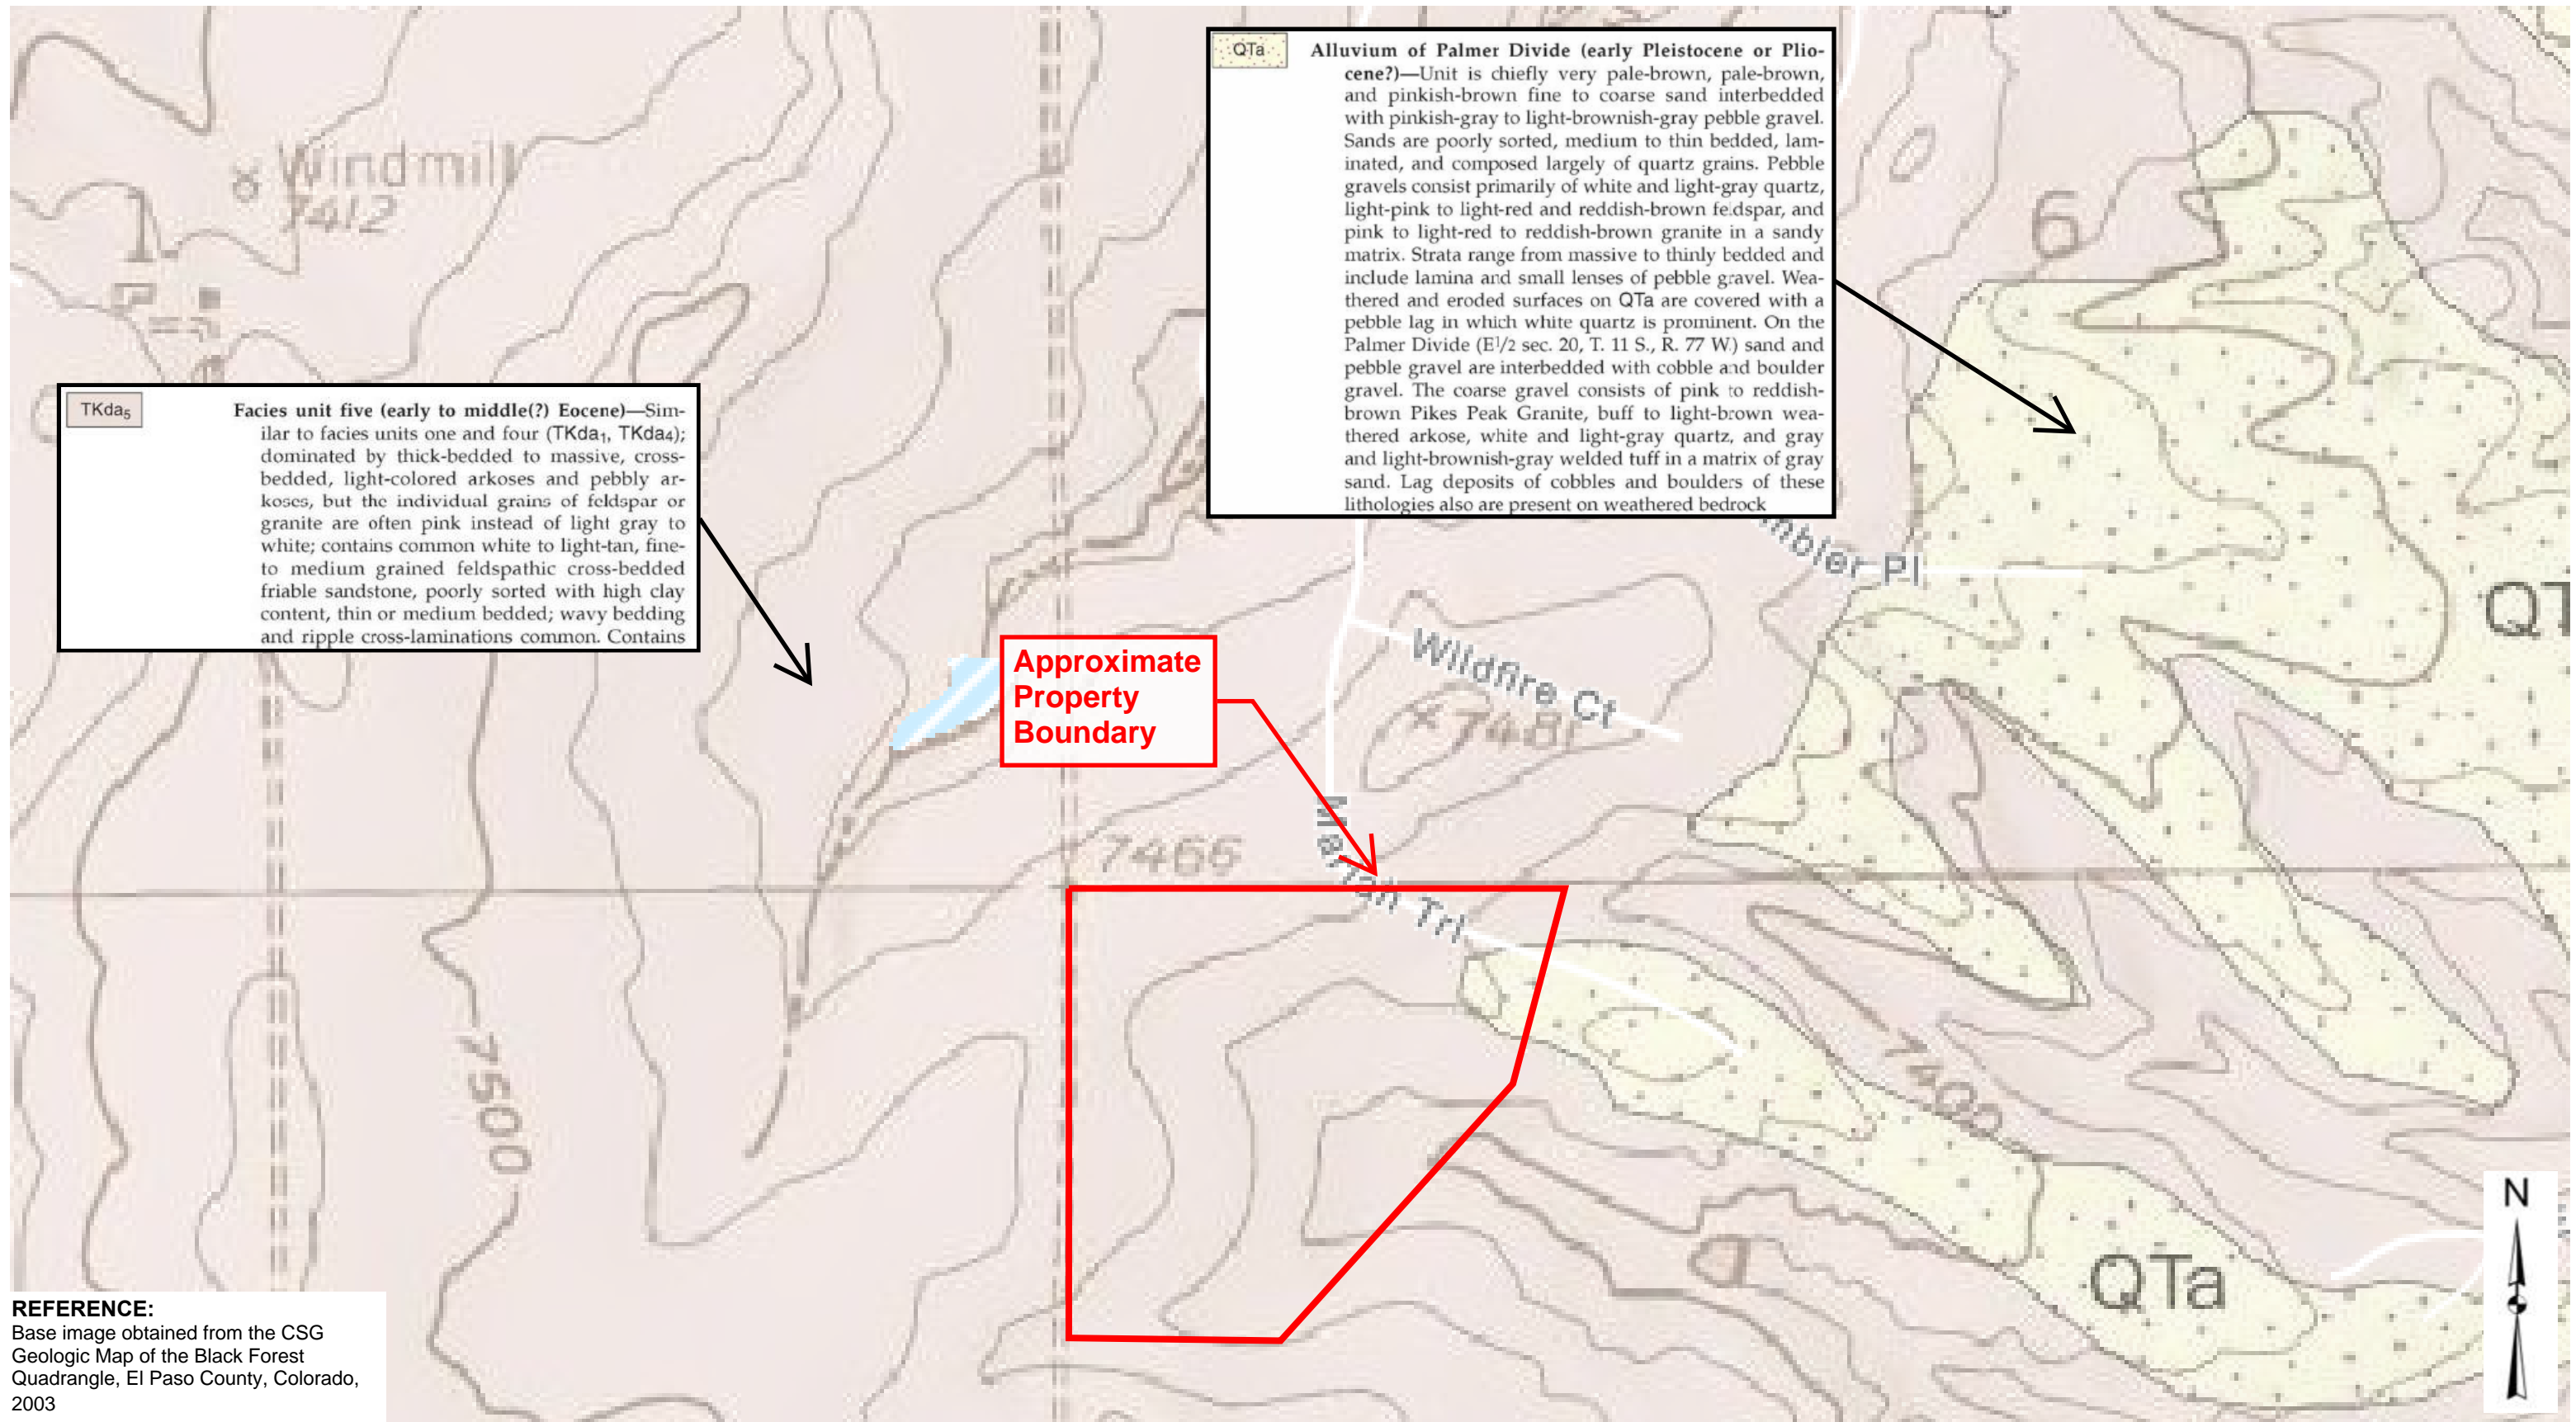 Windmill
7412
6
QTa
Alluvium of Palmer Divide (early Pleistocene or Plio-
cene?)—Unit is chiefly very pale-brown, pale-brown,
and pinkish-brown fine to coarse sand interbedded
with pinkish-gray to light-brownish-gray pebble gravel.
Sands are poorly sorted, medium to thin bedded, lam-
inated, and composed largely of quartz grains. Pebble
gravels consist primarily of white and light-gray quartz,
light-pink to light-red and reddish-brown feldspar, and
pink to light-red to reddish-brown granite in a sandy
matrix. Strata range from massive to thinly bedded and
include lamina and small lenses of pebble gravel. Wea-
thered and eroded surfaces on QTa are covered with a
pebble lag in which white quartz is prominent. On the
Palmer Divide (E1/2 sec. 20, T. 11 S., R. 77 W.) sand and
pebble gravel are interbedded with cobble and boulder
gravel. The coarse gravel consists of pink to reddish-
brown Pikes Peak Granite, buff to light-brown wea-
thered arkose, white and light-gray quartz, and gray
and light-brownish-gray welded tuff in a matrix of gray
sand. Lag deposits of cobbles and boulders of these
lithologies also are present on weathered bedrock
TKda5
Facies unit five (early to middle(?) Eocene)—Sim-
ilar to facies units one and four (TKda1, TKda4);
dominated by thick-bedded to massive, cross-
bedded, light-colored arkoses and pebbly ar-
koses, but the individual grains of feldspar or
granite are often pink instead of light gray to
white; contains common white to light-tan, fine-
to medium grained feldspathic cross-bedded
friable sandstone, poorly sorted with high clay
content, thin or medium bedded; wavy bedding
and ripple cross-laminations common. Contains
mbler Pl
QT
Approximate
Property
Boundary
Wildfire Ct
7481
7466
Trl
7500
7400
QTa
N
REFERENCE:
Base image obtained from the CSG
Geologic Map of the Black Forest
Quadrangle, El Paso County, Colorado,
2003